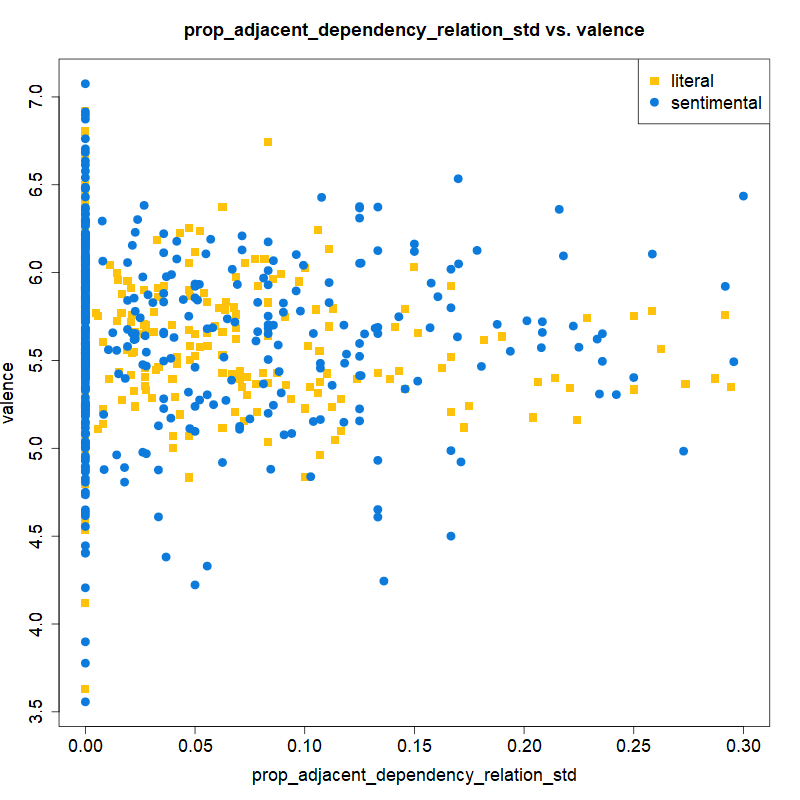 prop_adjacent_dependency_relation_std vs. valence
literal
sentimental
7.0
6.5
6.0
5.5
5.0
4.5
4.0
3.5
valence
0.00 0.05 0.10 0.15 0.20 0.25 0.30
prop_adjacent_dependency_relation_std